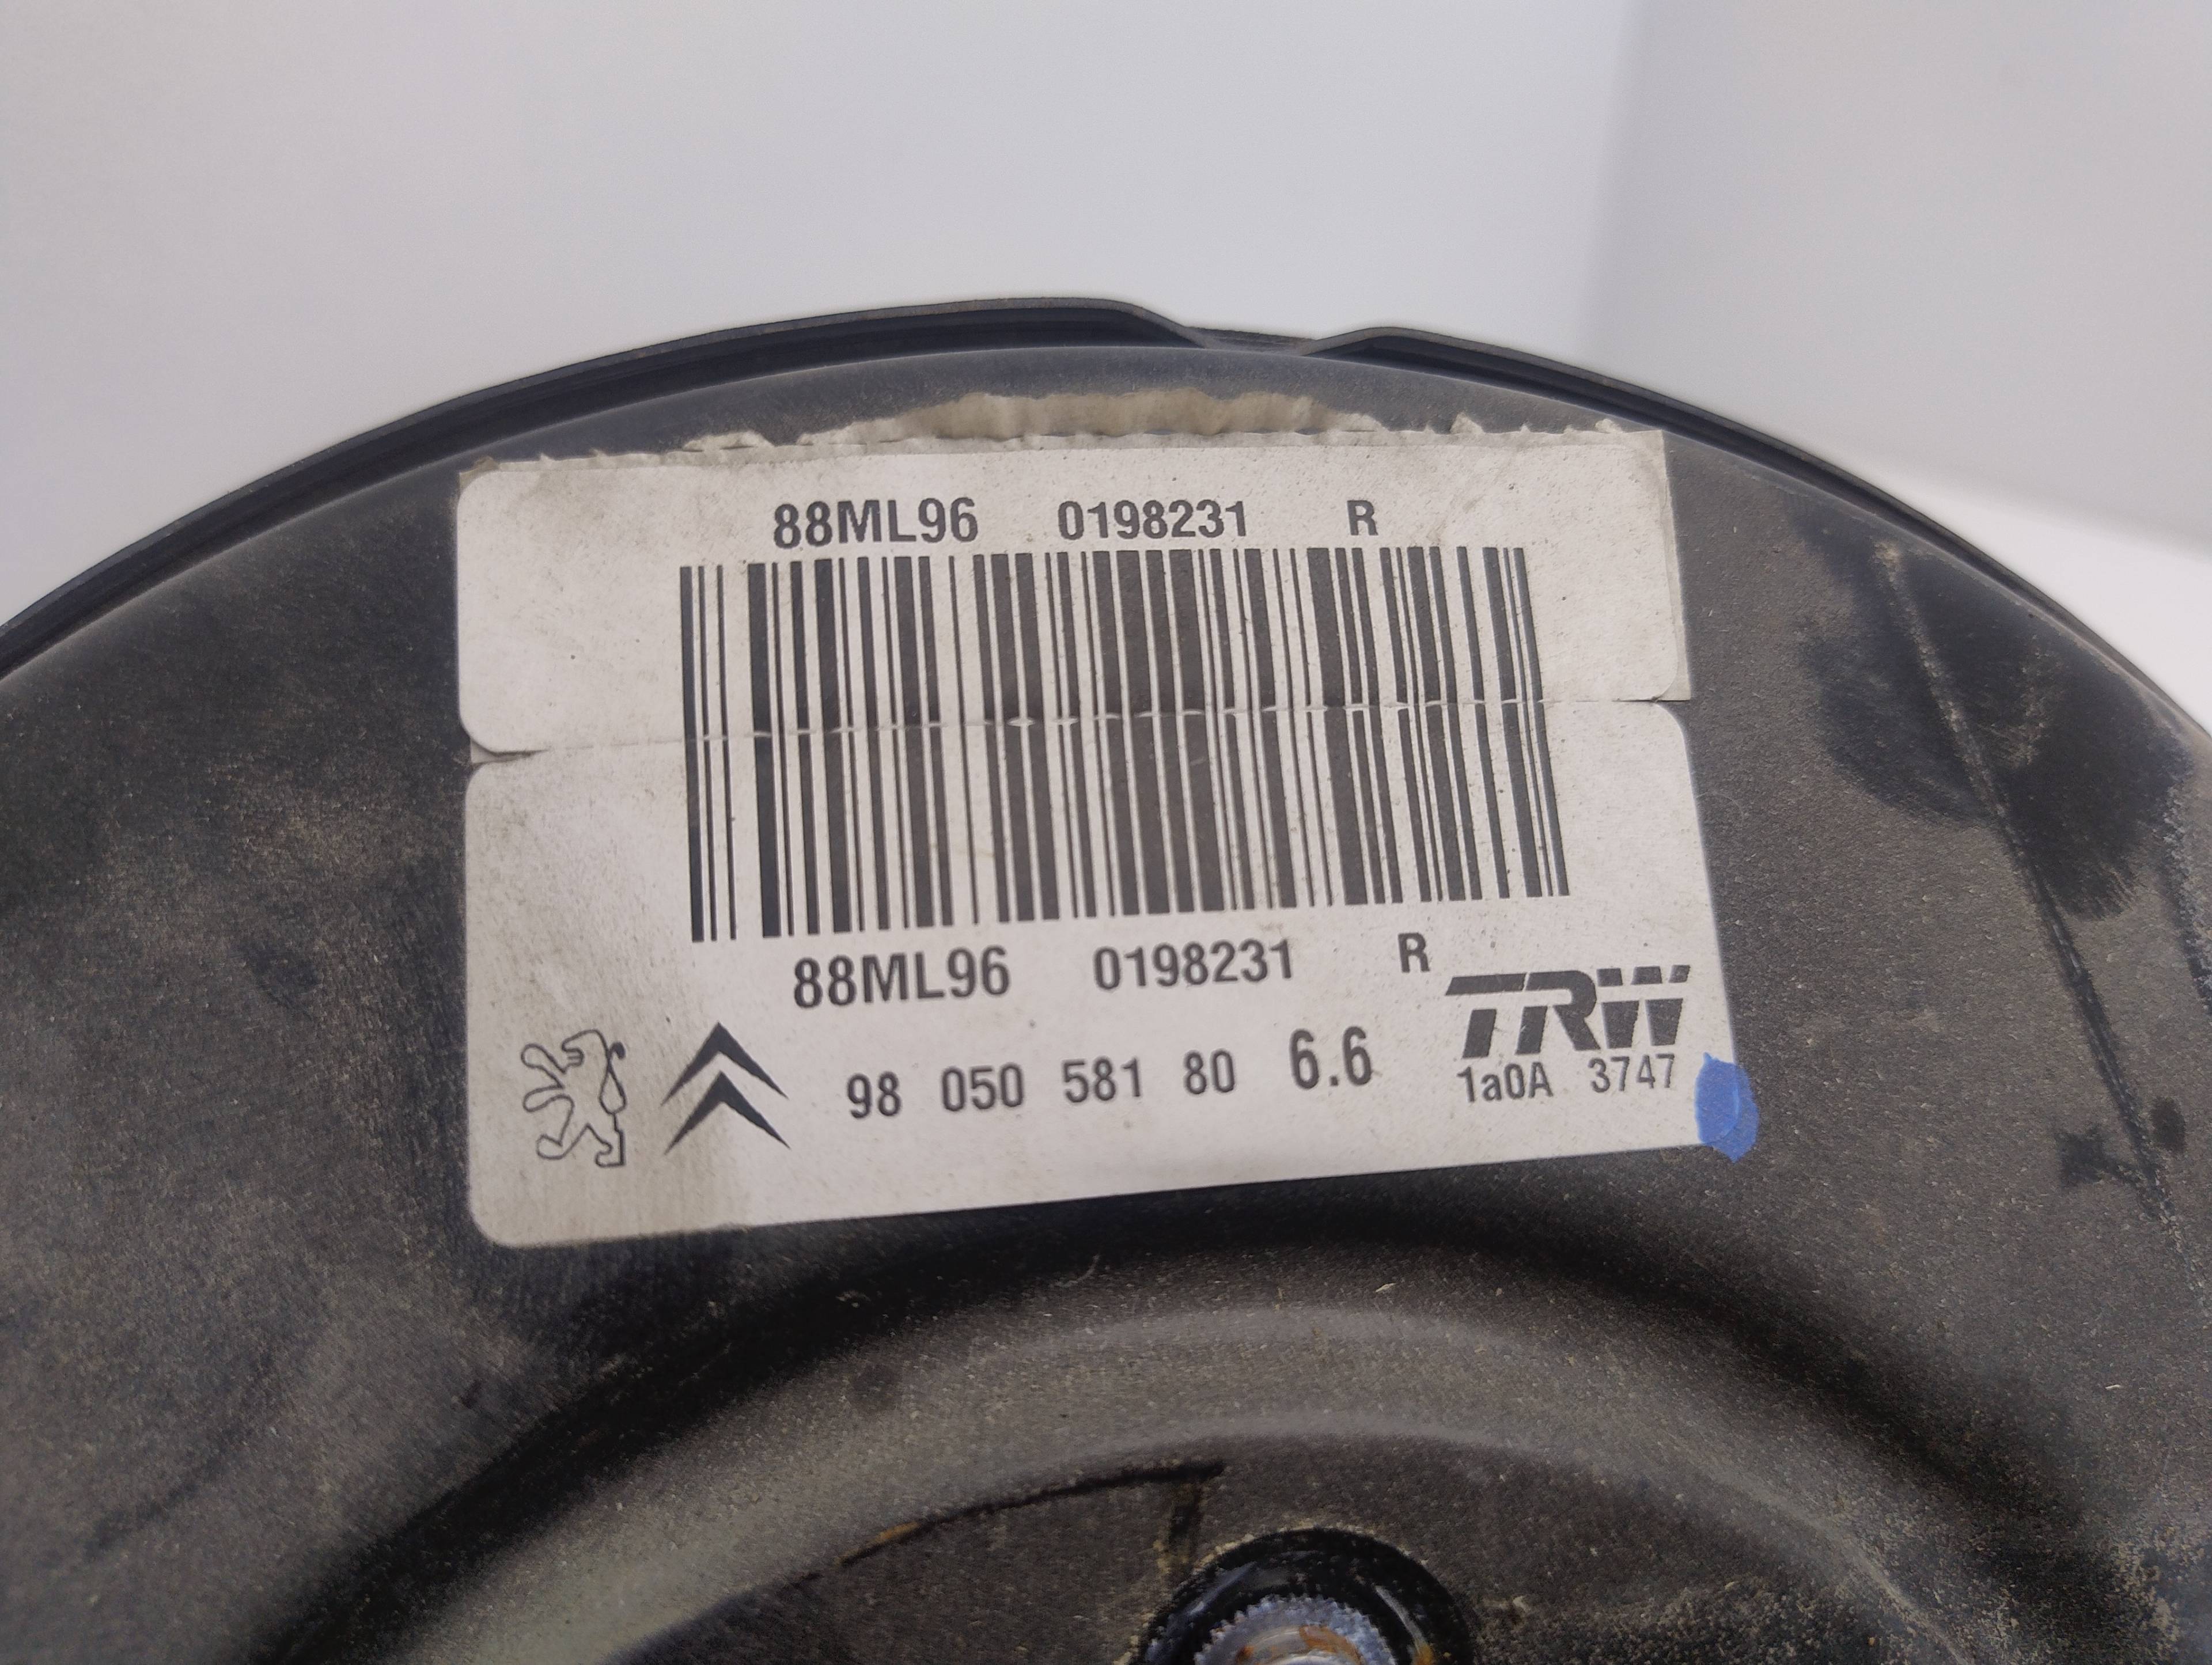 88ML96 0198231 R
88ML96 0198231 R
TRW
98 050 581 80 6.6
1a0A 3747